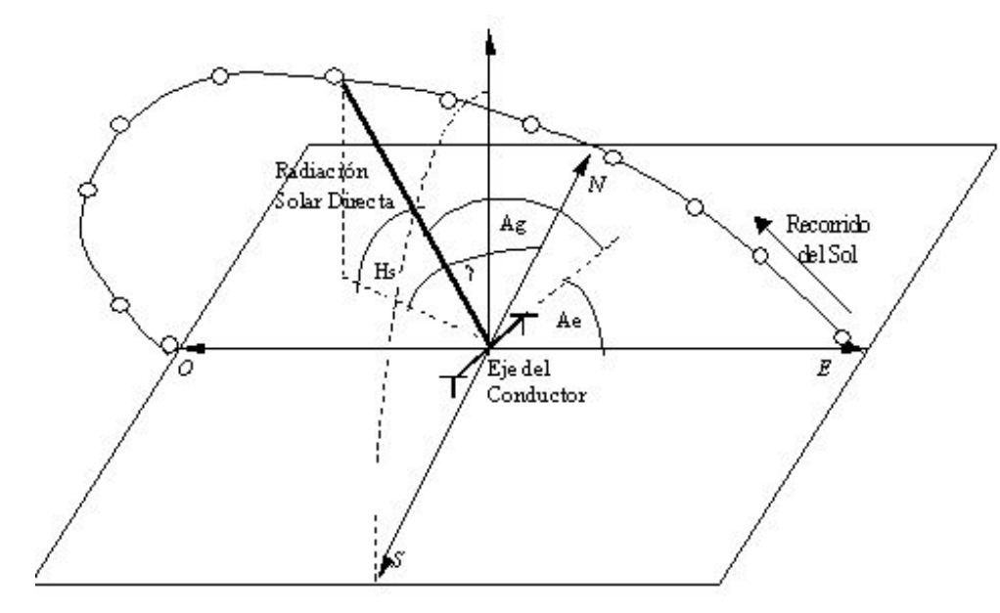 Radiación
Solar Directa
N
Ag
Recorrido
del Sol
Hs
?
Ae
O
E
Eje del
Conductor
S